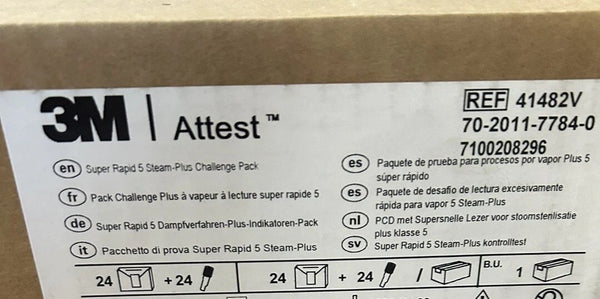 3M | Attest™
REF 41482V
70-2011-7784-0
7100208296
en Super Rapid 5 Steam-Plus Challenge Pack
fr Pack Challenge Plus à vapeur à lecture super rapide 5
de Super Rapid 5 Dampfverfahren-Plus-Indikatoren-Pack
it Pacchetto di prova Super Rapid 5 Steam-Plus
es Paquete de prueba para procesos por vapor Plus 5
súper rápido
es Paquete de desafio de lectura excesivamente
rápida para vapor 5 Steam-Plus
nl PCD met Supersnelle Lezer voor stoomsterilisatie
plus klasse 5
sv Super Rapid 5 Steam-Plus kontrolltest
24 + 24 24 + 24 / B.U. 1